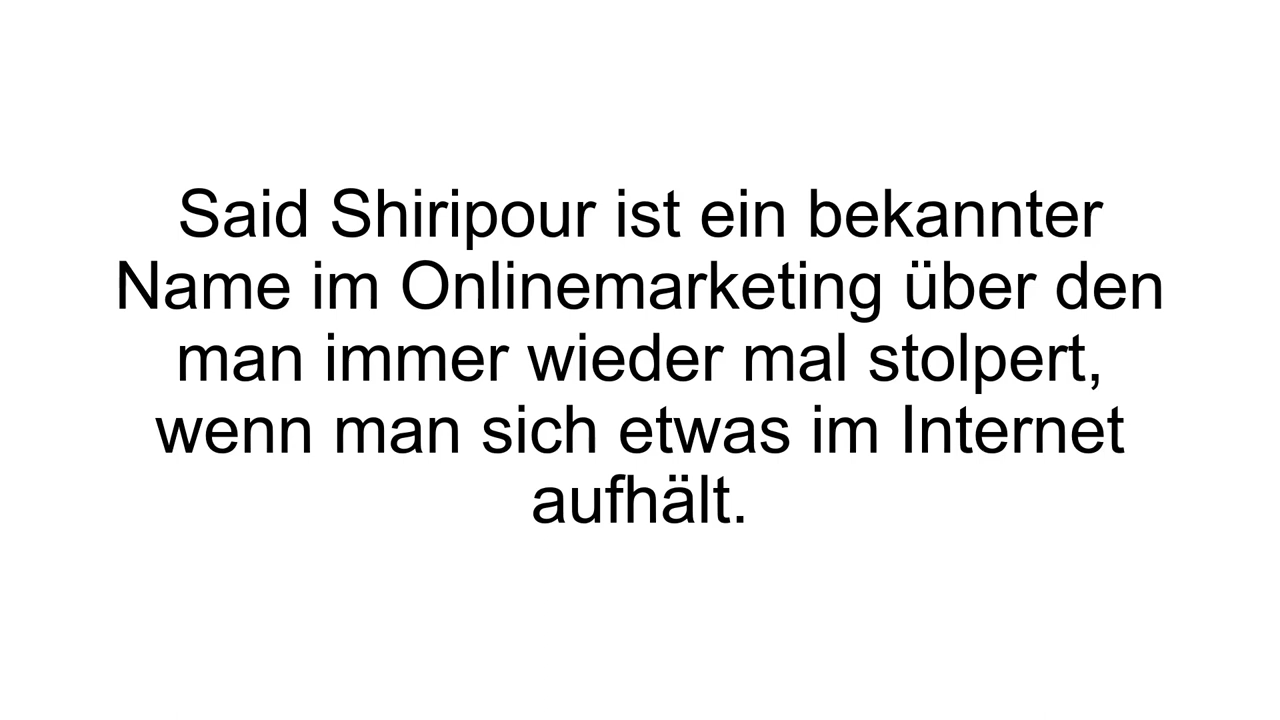 Said Shiripour ist ein bekannter
Name im Onlinemarketing über den
man immer wieder mal stolpert,
wenn man sich etwas im Internet
aufhält.